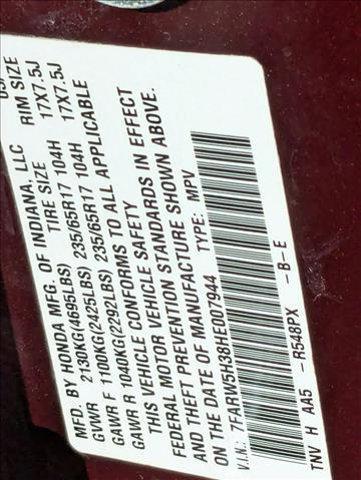 MFD. BY HONDA MFG. OF INDIANA, LLC
TIRE SIZE RIM SIZE
GVWR 2130KG(4695LBS)
GAWR F 1100KG(2425LBS) 235/65R17 104H 17X7.5J
GAWR R 1040KG(2292LBS) 235/65R17 104H 17X7.5J
THIS VEHICLE CONFORMS TO ALL APPLICABLE
FEDERAL MOTOR VEHICLE SAFETY
AND THEFT PREVENTION STANDARDS IN EFFECT
ON THE DATE OF MANUFACTURE SHOWN ABOVE.
V.I.N.: 7FARW5H38HE007944 TYPE: MPV
TNV H AA5 -R548PX -B-E